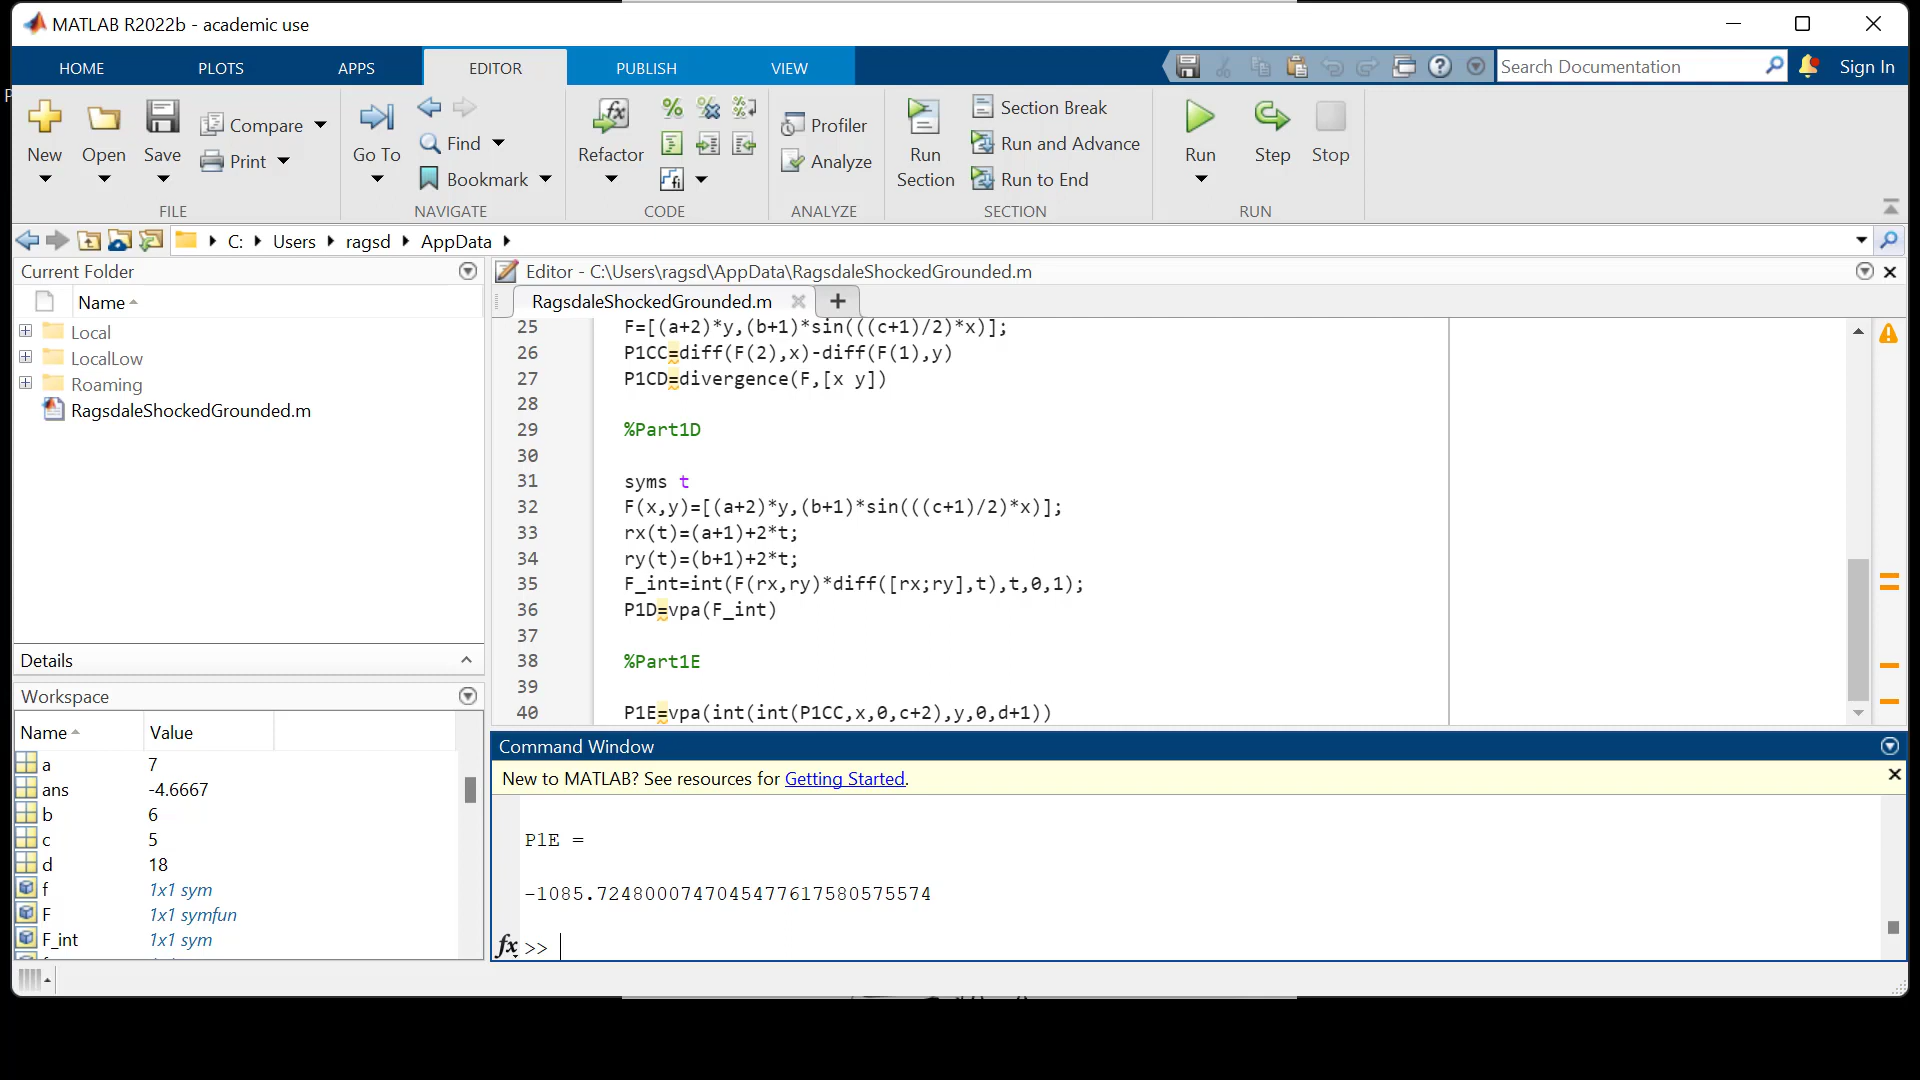 MATLAB R2022b - academic use
HOME PLOTS APPS EDITOR PUBLISH VIEW Search Documentation Sign In
New Open Save Compare Print
FILE
Go To Find Bookmark
NAVIGATE
Refactor
CODE
Profiler Analyze
ANALYZE
Run Section Section Break Run and Advance Run to End
SECTION
Run Step Stop
RUN
C: Users ragsd AppData
Current Folder
Name
Local
LocalLow
Roaming
RagsdaleShockedGrounded.m
Details
Workspace
Name Value
a 7
ans -4.6667
b 6
c 5
d 18
f 1x1 sym
F 1x1 symfun
F_int 1x1 sym
Editor - C:\Users\ragsd\AppData\RagsdaleShockedGrounded.m
RagsdaleShockedGrounded.m
25 F=[(a+2)*y,(b+1)*sin(((c+1)/2)*x)];
26 P1CC=diff(F(2),x)-diff(F(1),y)
27 P1CD=divergence(F,[x y])
28
29 %Part1D
30
31 syms t
32 F(x,y)=[(a+2)*y,(b+1)*sin(((c+1)/2)*x)];
33 rx(t)=(a+1)+2*t;
34 ry(t)=(b+1)+2*t;
35 F_int=int(F(rx,ry)*diff([rx;ry],t),t,0,1);
36 P1D=vpa(F_int)
37
38 %Part1E
39
40 P1E=vpa(int(int(P1CC,x,0,c+2),y,0,d+1))
Command Window
New to MATLAB? See resources for Getting Started.
P1E =
-1085.7248000747045477617580575574
fx >>